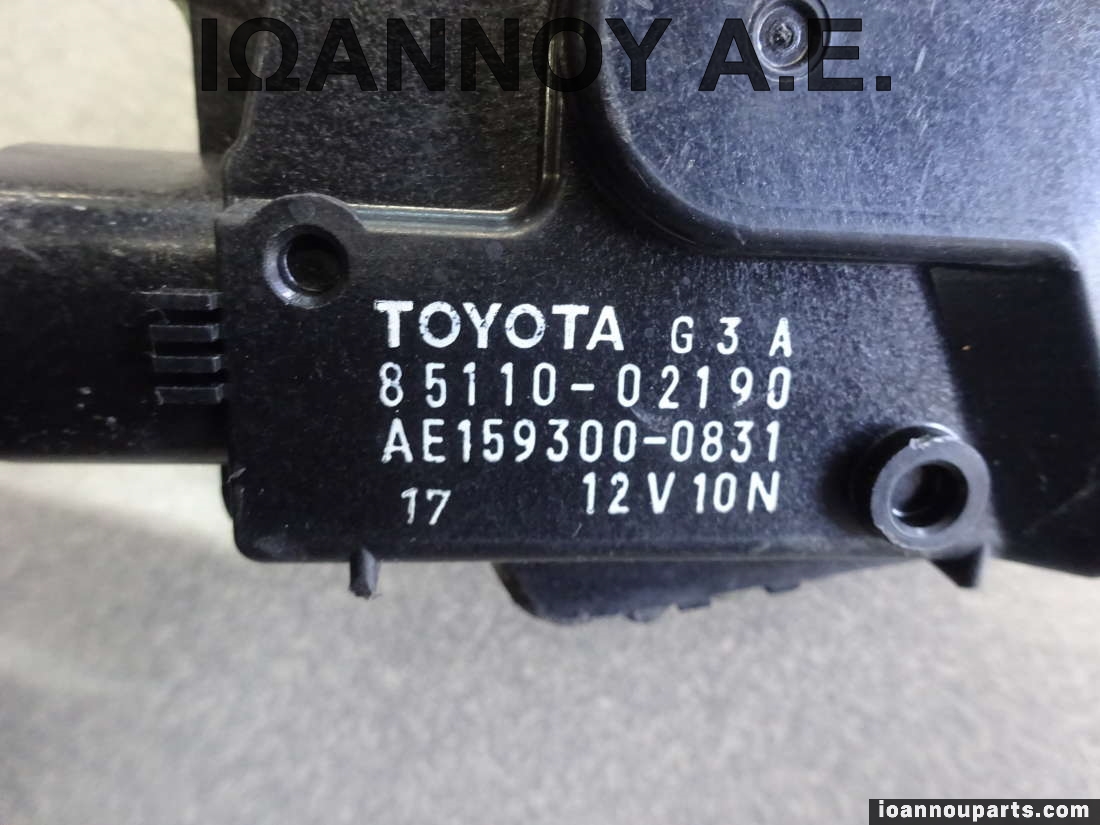 ΙΩΑΝΝΟΥ Α.Ε.
TOYOTA G3A
85110-02190
AE159300-0831
17 12V10N
ioannouparts.com